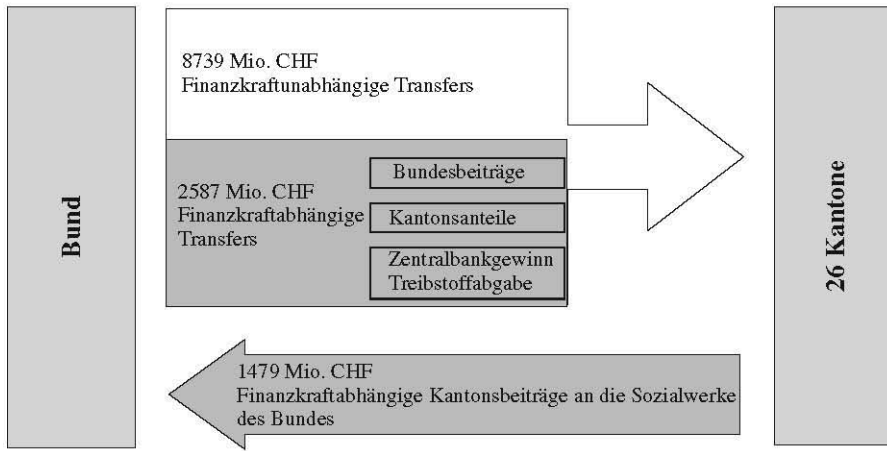 Bund
8739 Mio. CHF
Finanzkraftunabhängige Transfers
2587 Mio. CHF
Finanzkraftabhängige
Transfers
Bundesbeiträge
Kantonsanteile
Zentralbankgewinn
Treibstoffabgabe
1479 Mio. CHF
Finanzkraftabhängige Kantonsbeiträge an die Sozialwerke
des Bundes
26 Kantone